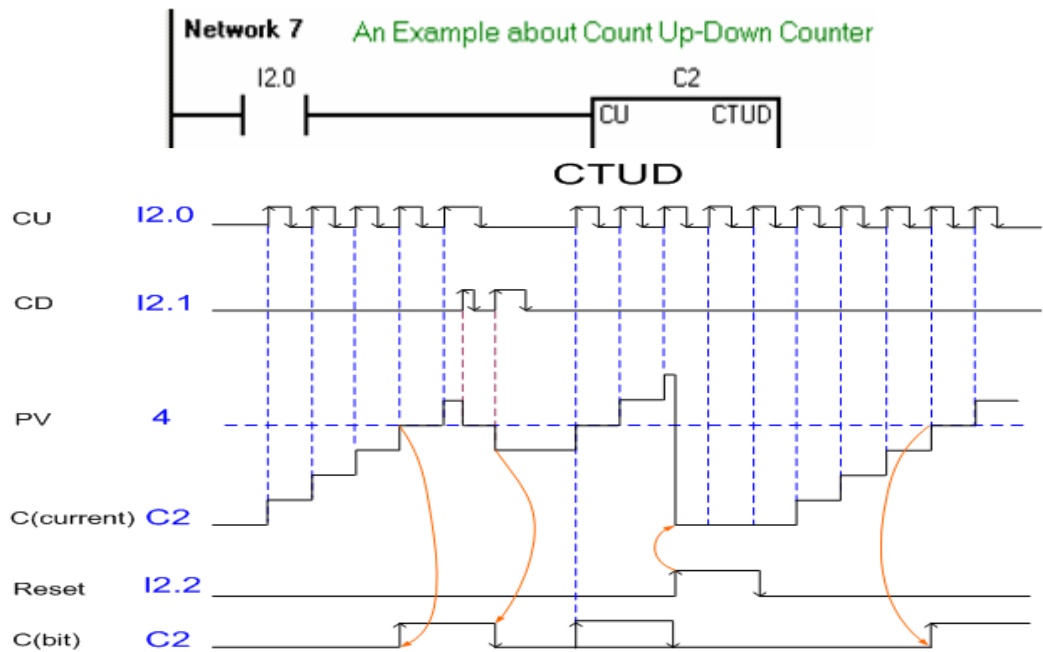 Network 7 An Example about Count Up-Down Counter
I2.0 C2
CU CTUD
CTUD
CU I2.0
CD I2.1
PV 4
C(current) C2
Reset I2.2
C(bit) C2